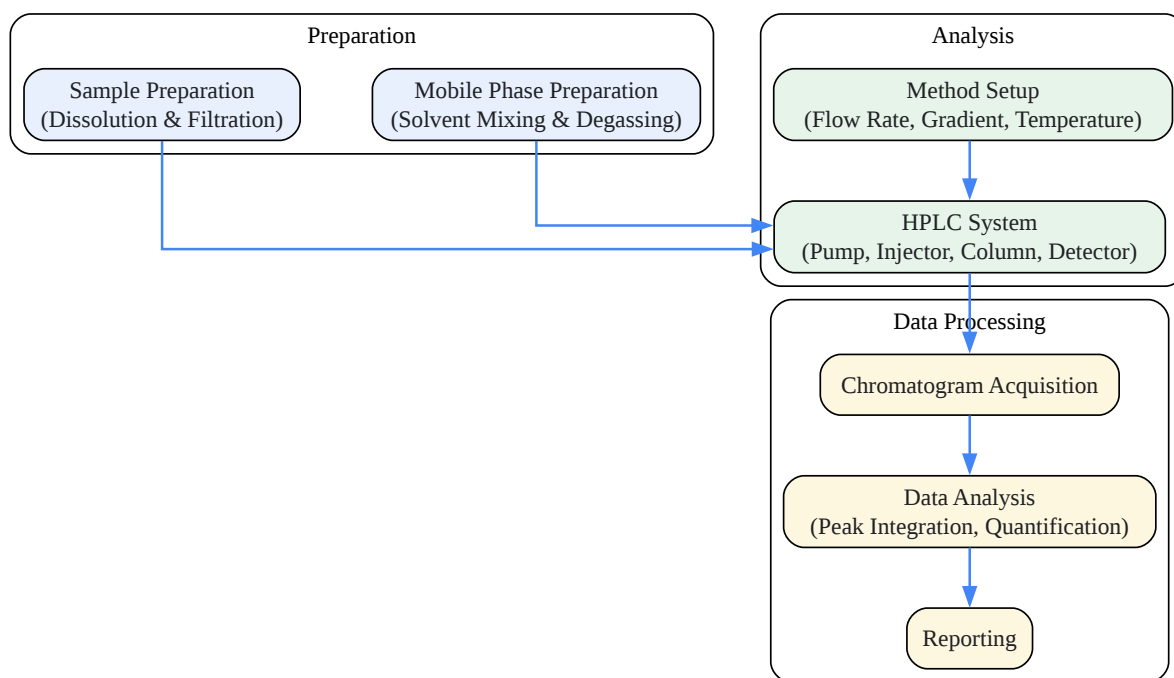 Preparation
Sample Preparation
(Dissolution & Filtration)
Mobile Phase Preparation
(Solvent Mixing & Degassing)
Analysis
Method Setup
(Flow Rate, Gradient, Temperature)
HPLC System
(Pump, Injector, Column, Detector)
Data Processing
Chromatogram Acquisition
Data Analysis
(Peak Integration, Quantification)
Reporting